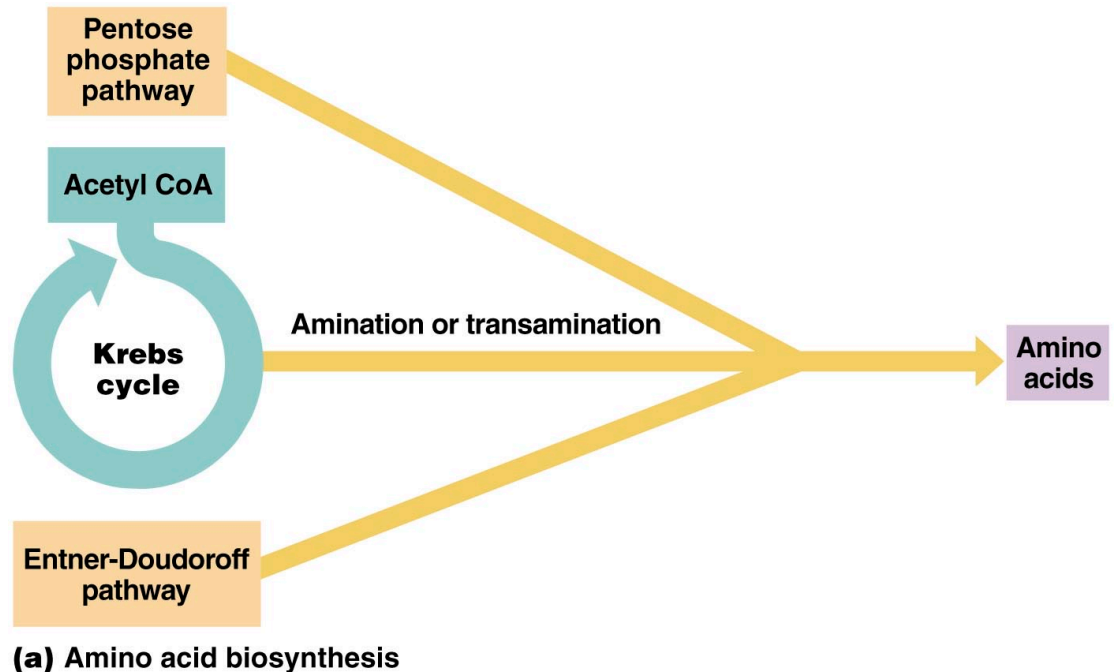 Pentose
phosphate
pathway
Acetyl CoA
Krebs
cycle
Amination or transamination
Amino
acids
Entner-Doudoroff
pathway
(a) Amino acid biosynthesis